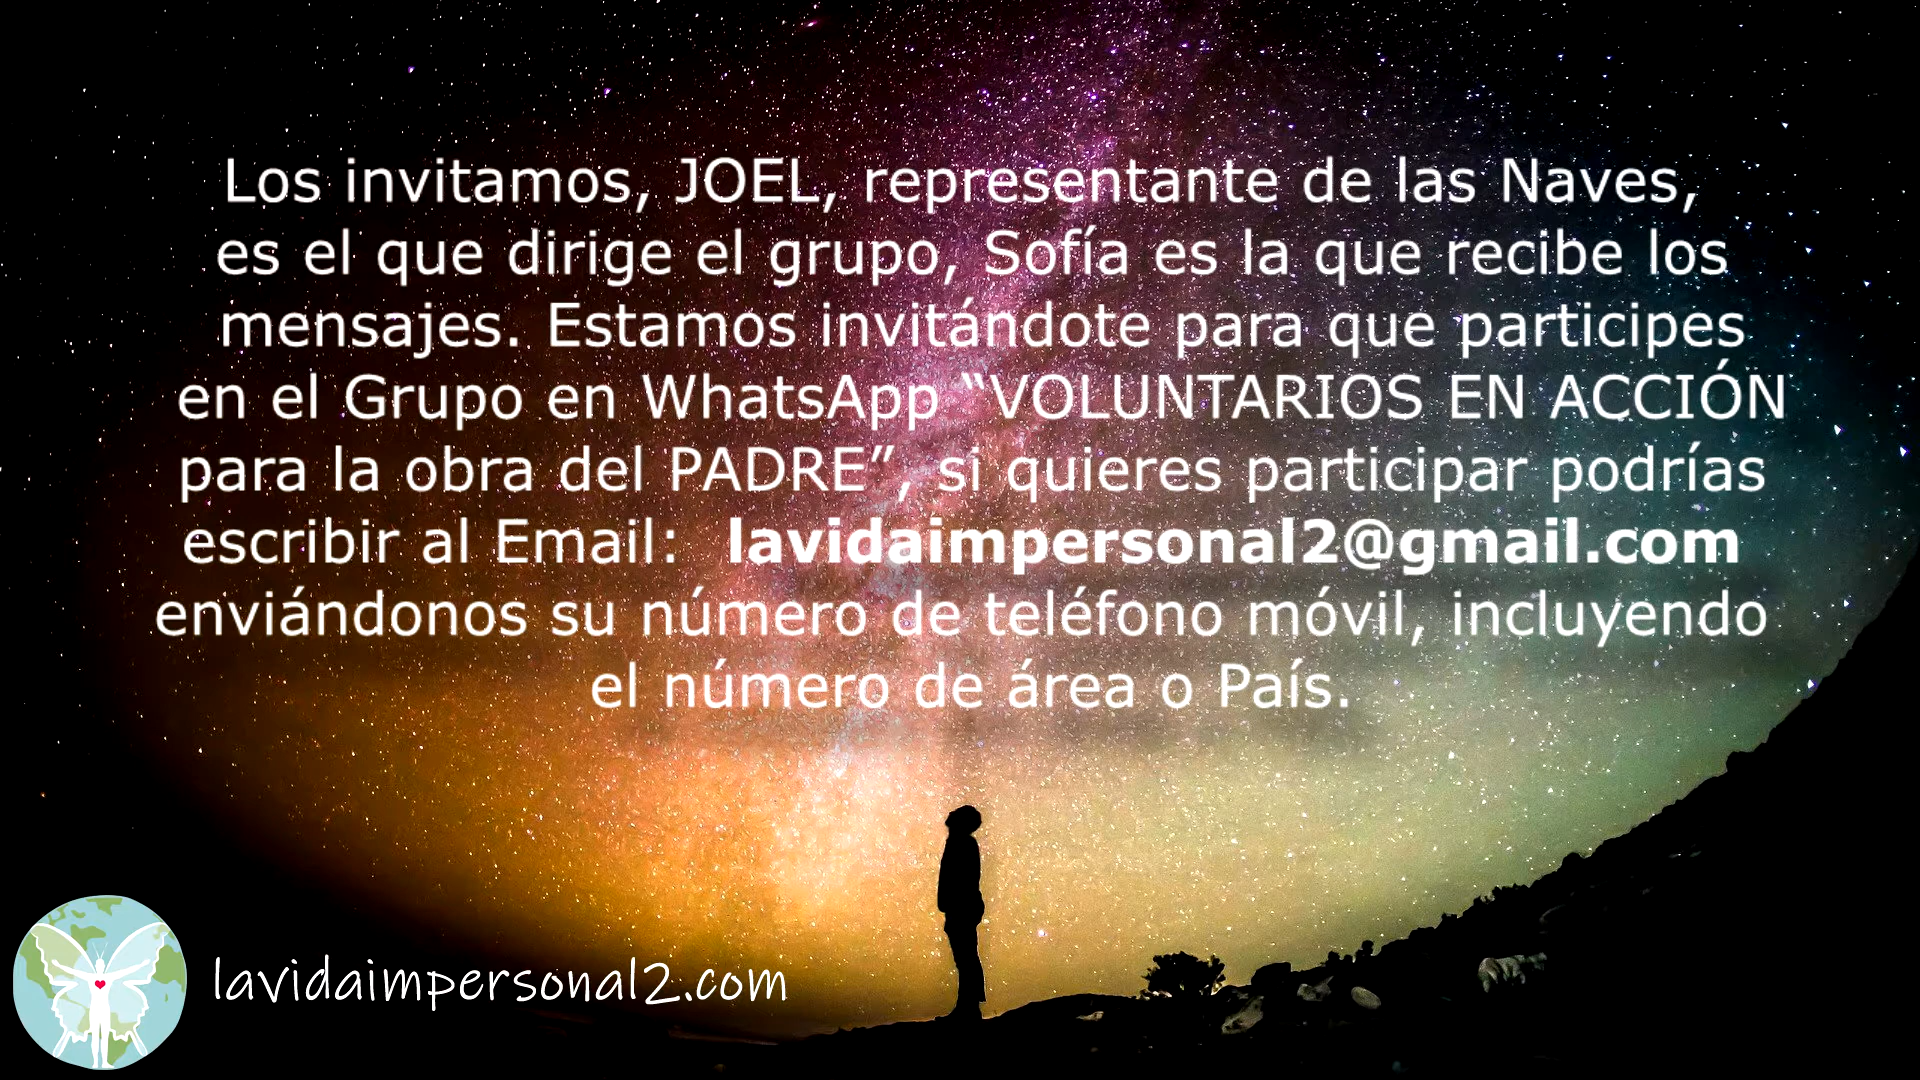 Los invitamos, JOEL, representante de las Naves,
es el que dirige el grupo, Sofía es la que recibe los
mensajes. Estamos invitándote para que participes
en el Grupo en WhatsApp “VOLUNTARIOS EN ACCIÓN
para la obra del PADRE”, si quieres participar podrías
escribir al Email: lavidaimpersonal2@gmail.com
enviándonos su número de teléfono móvil, incluyendo
el número de área o País.
lavidaimpersonal2.com